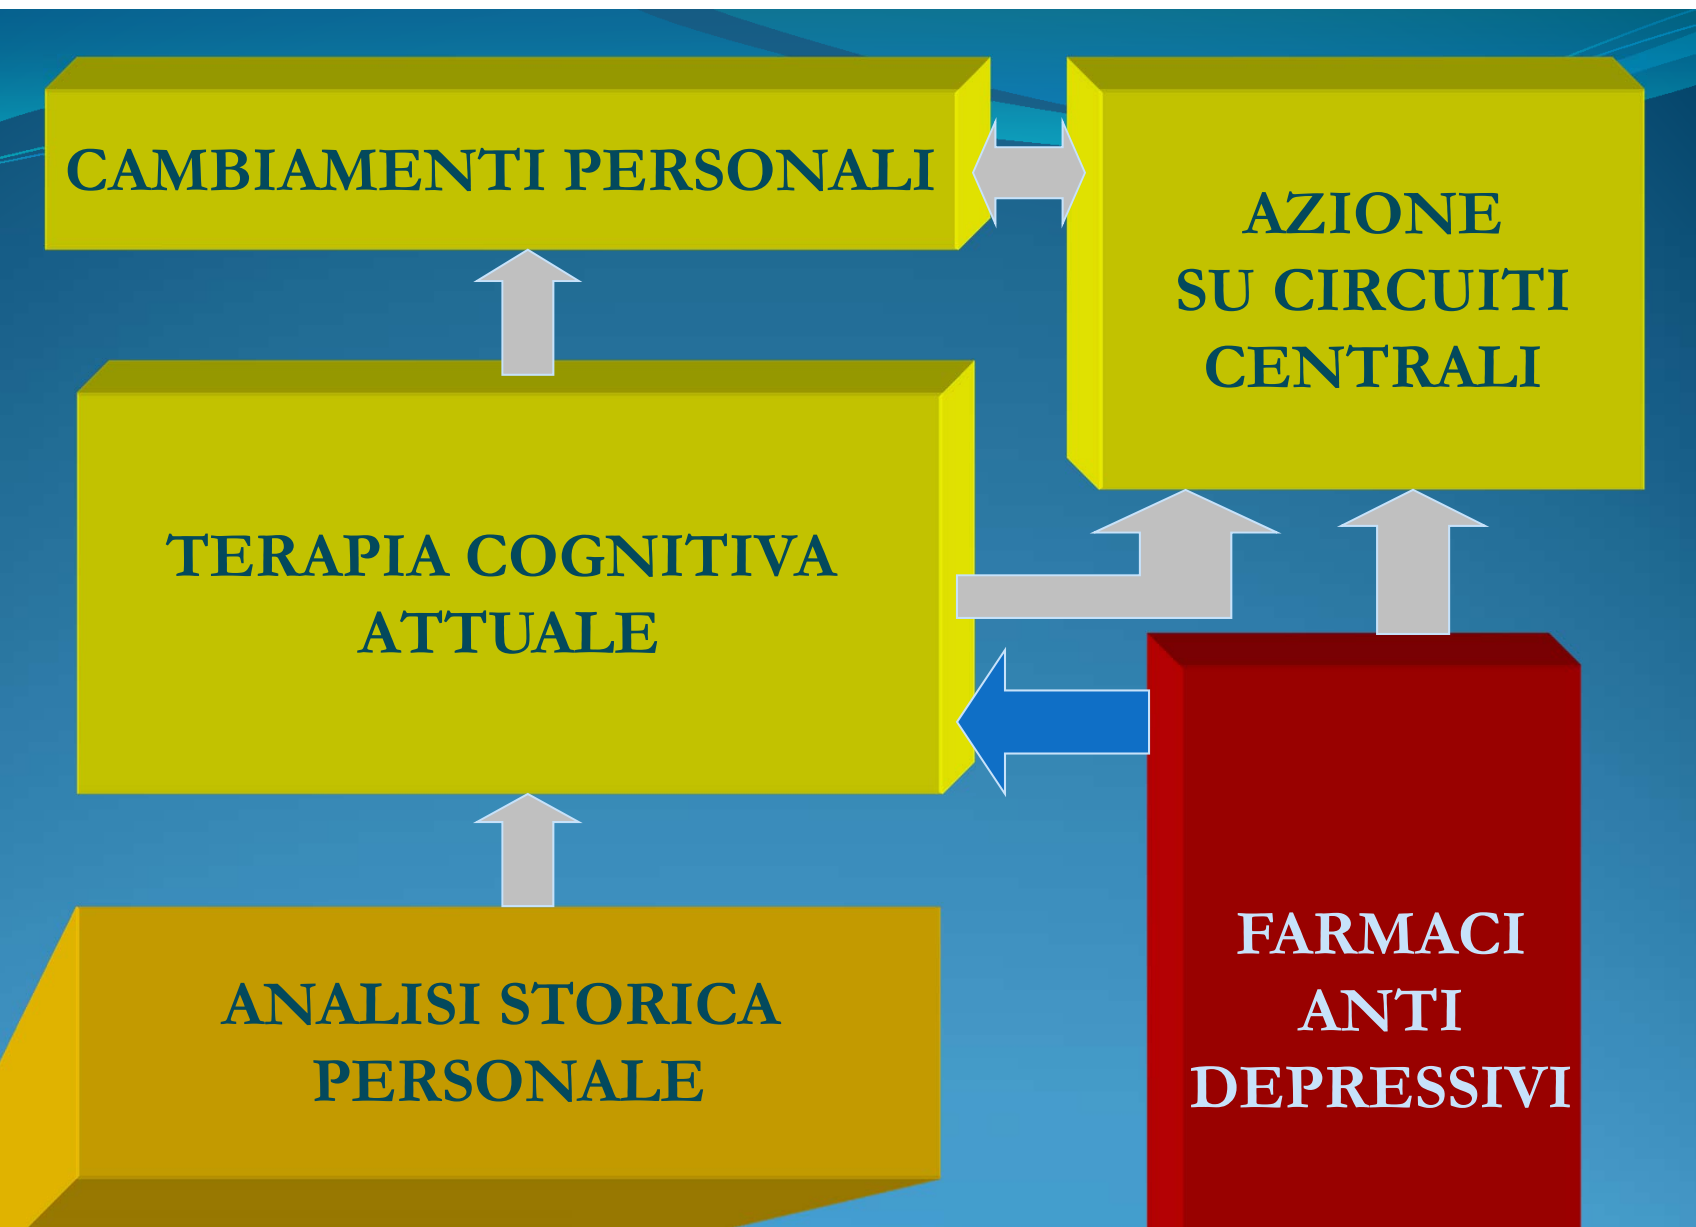 CAMBIAMENTI PERSONALI
AZIONE
SU CIRCUITI
CENTRALI
TERAPIA COGNITIVA
ATTUALE
ANALISI STORICA
PERSONALE
FARMACI
ANTI
DEPRESSIVI